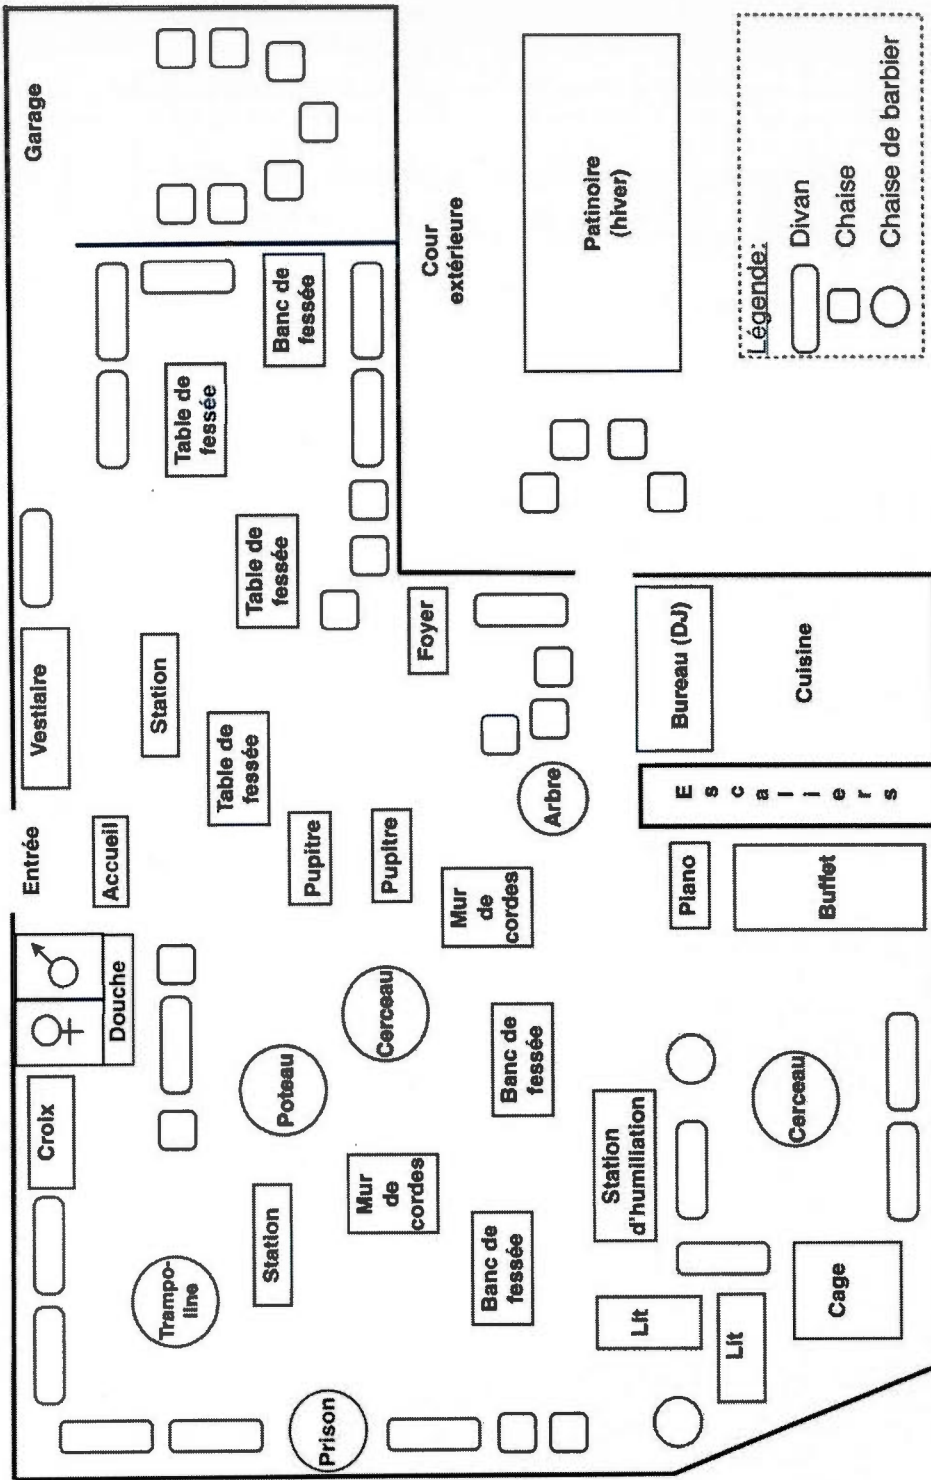 Garage
Entrée
Vestiaire
Accueil
Douche
Croix
Station
Table de
fessée
Banc de
fessée
Table de
fessée
Table de
fessée
Pupitre
Pupitre
Poteau
Cerceau
Trampo-
line
Station
Mur
de
cordes
Mur
de
cordes
Prison
Banc de
fessée
Banc de
fessée
Foyer
Arbre
Cour
extérieure
Patinoire
(hiver)
Bureau (DJ)
Cuisine
E
s
c
a
l
i
e
r
s
Piano
Buffet
Station
d'humiliation
Cerceau
Lit
Lit
Cage
Légende:
Divan
Chaise
Chaise de barbier